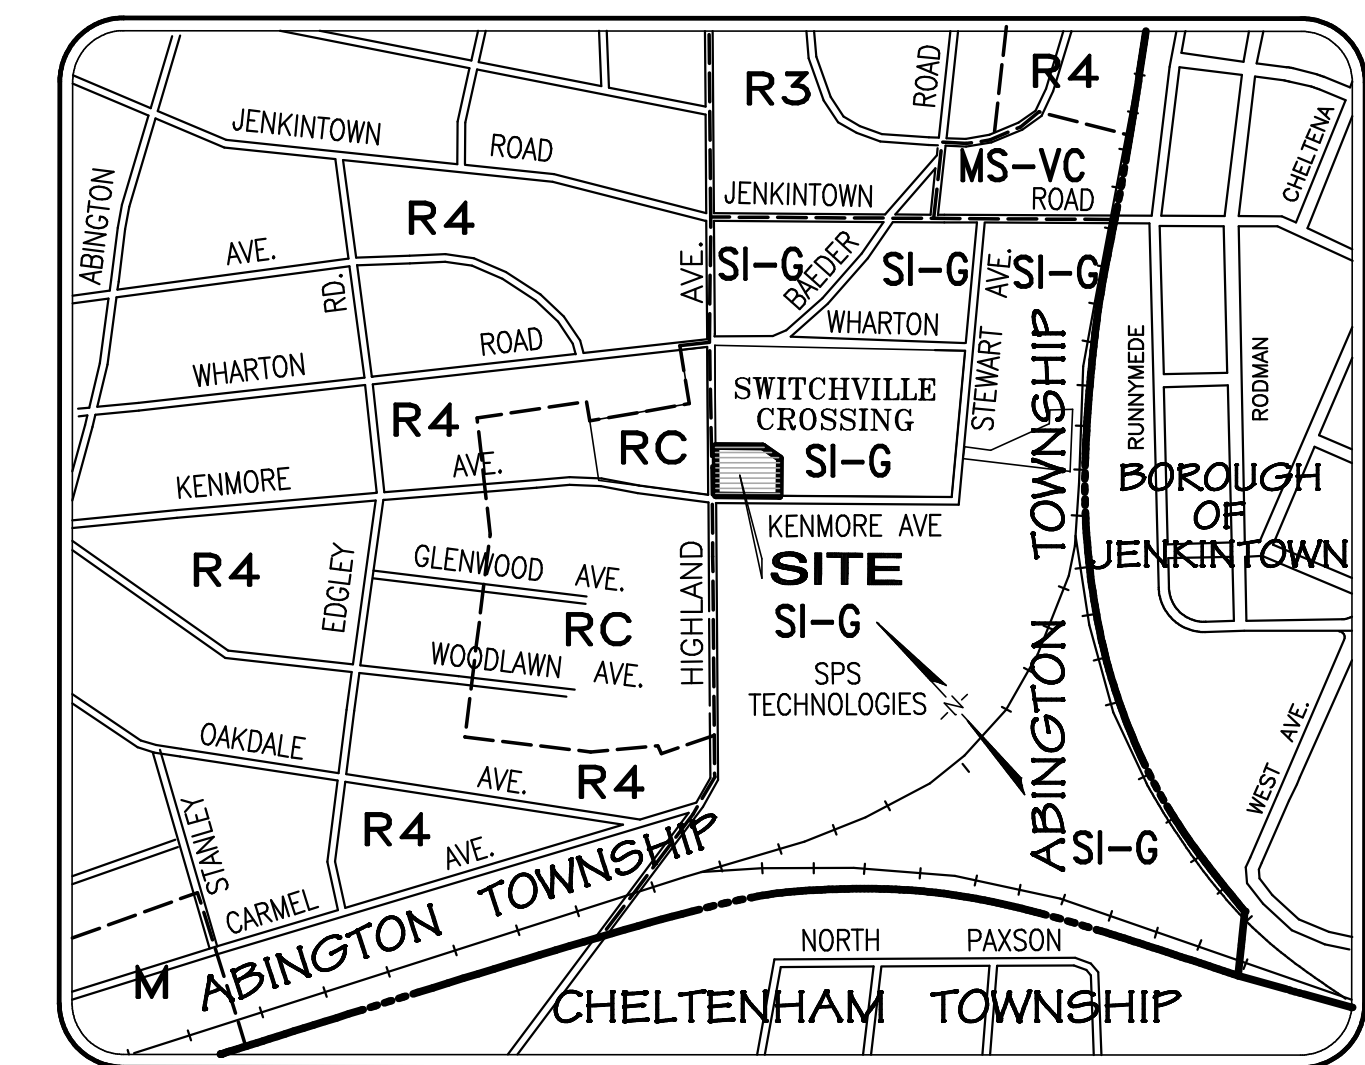 R3
ROAD
R4
JENKINTOWN ROAD
CHELTENA
MS-VC
ABINGTON
JENKINTOWN ROAD
R4
AVE.
RD.
AVE.
SI-G
BAEDER
SI-G
AVE.
SI-G
WHARTON
ROAD
WHARTON
STEWART
ABINGTON TOWNSHIP
RUNNYMEDE
RODMAN
SWITCHVILLE
CROSSING
R4
RC
SI-G
KENMORE AVE.
BOROUGH
OF
JENKINTOWN
KENMORE AVE
SITE
R4
EDGLEY
GLENWOOD AVE.
HIGHLAND
RC
SI-G
WOODLAWN AVE.
SPS
TECHNOLOGIES
N
OAKDALE AVE.
R4
WEST AVE.
STANLEY
R4
AVE.
SI-G
CARMEL
ABINGTON TOWNSHIP
M
NORTH PAXSON
CHELTENHAM TOWNSHIP